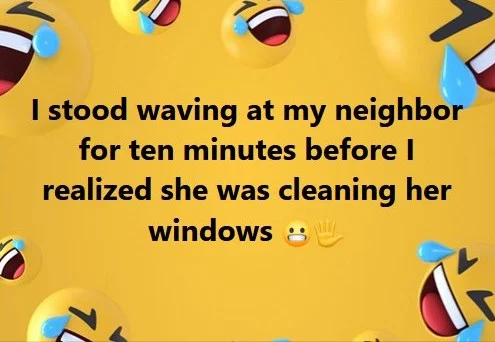 I stood waving at my neighbor
for ten minutes before I
realized she was cleaning her
windows 😬🖐